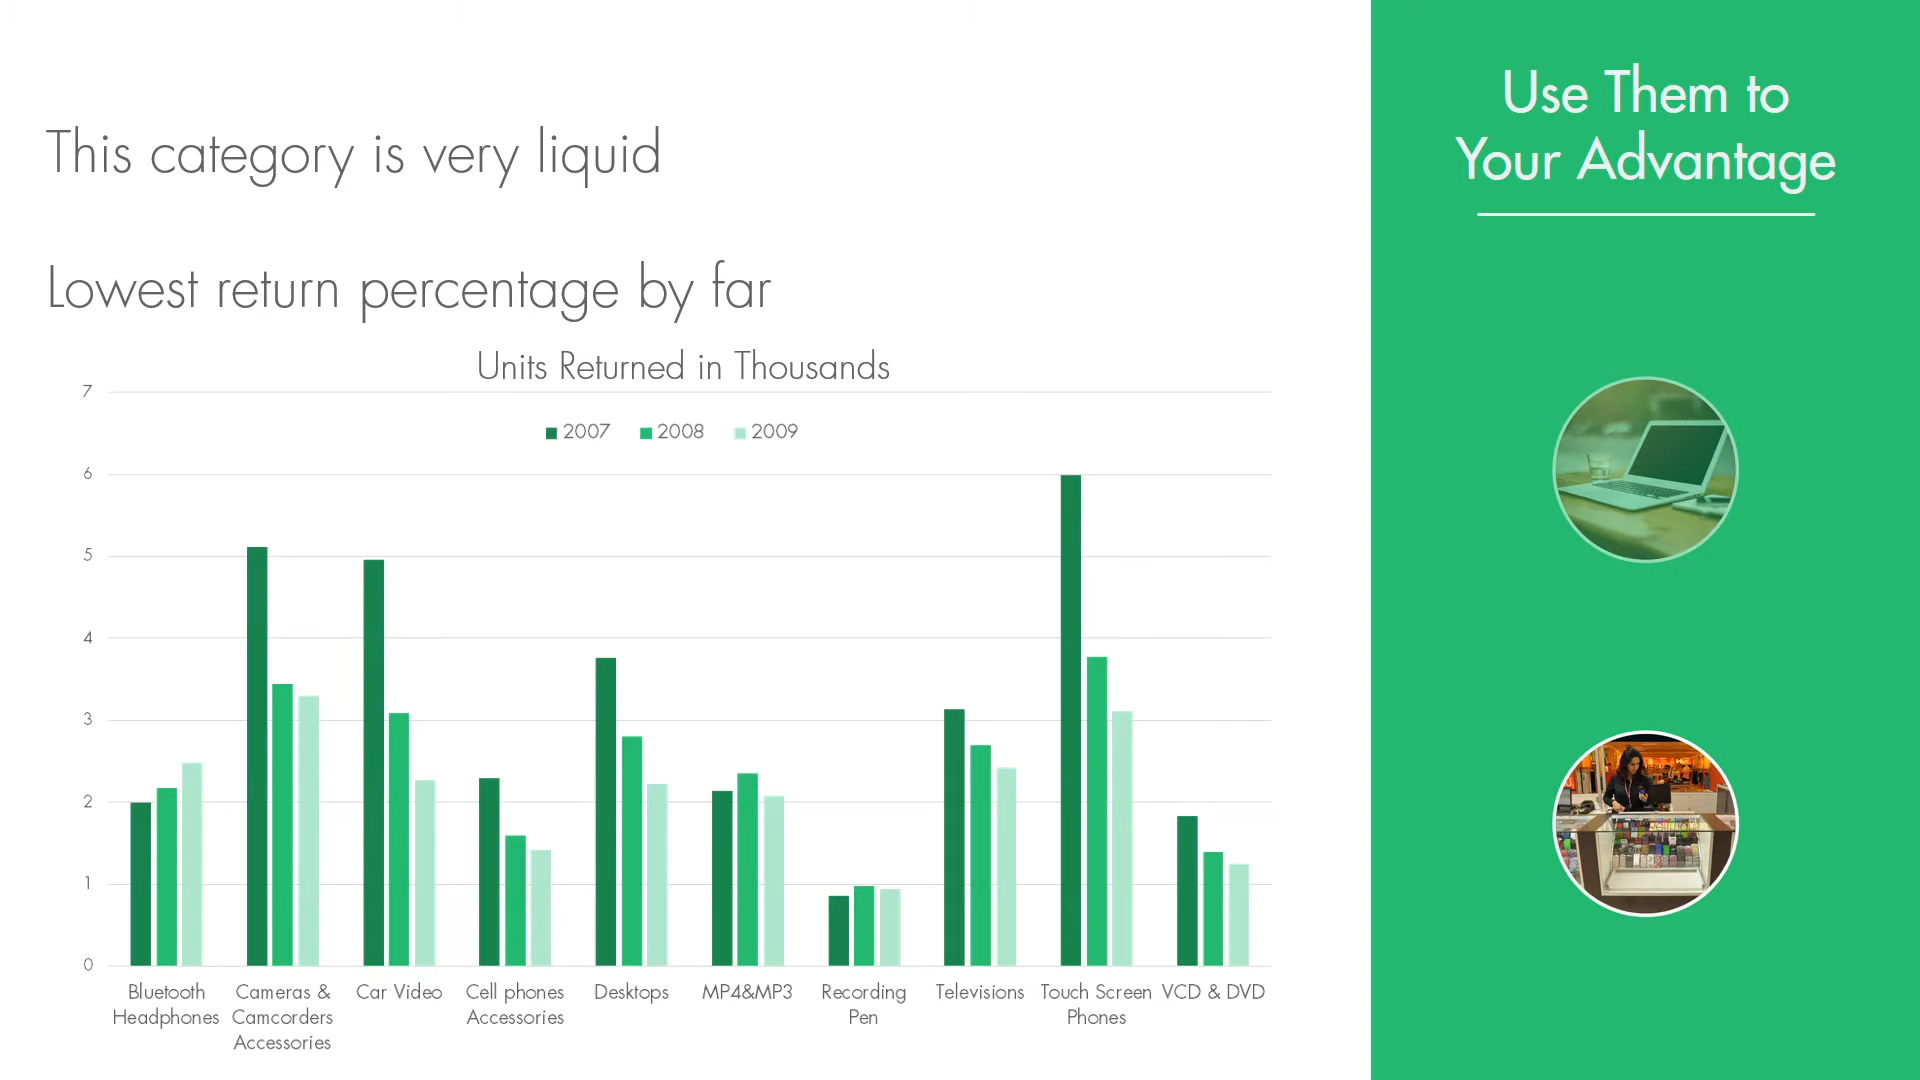 This category is very liquid
Lowest return percentage by far
Units Returned in Thousands
7
2007 2008 2009
6
5
4
3
2
1
0
Bluetooth
Headphones
Cameras &
Camcorders
Accessories
Car Video
Cell phones
Accessories
Desktops
MP4&MP3
Recording
Pen
Televisions
Touch Screen
Phones
VCD & DVD
Use Them to
Your Advantage